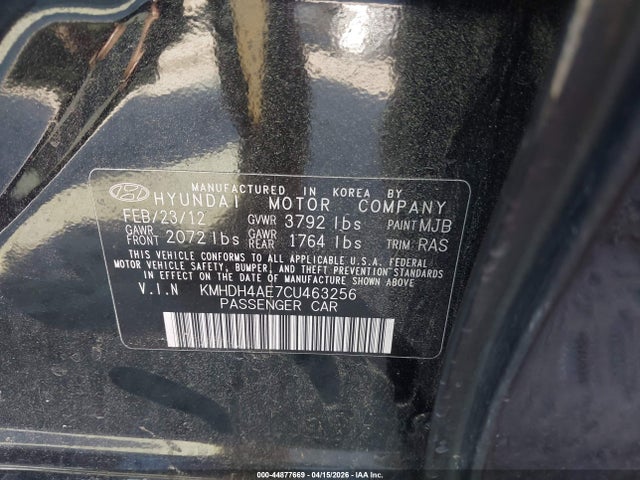 MANUFACTURED IN KOREA BY
HYUNDAI MOTOR COMPANY
FEB/23/12 GVWR 3792 lbs PAINT MJB
GAWR FRONT 2072 lbs GAWR REAR 1764 lbs TRIM RAS
THIS VEHICLE CONFORMS TO ALL APPLICABLE U.S.A. FEDERAL
MOTOR VEHICLE SAFETY, BUMPER, AND THEFT PREVENTION STANDARDS
IN EFFECT ON THE DATE OF MANUFACTURE SHOWN ABOVE.
V.I.N KMHDH4AE7CU463256
PASSENGER CAR
000-44877669 - 04/15/2026 - IAA Inc.